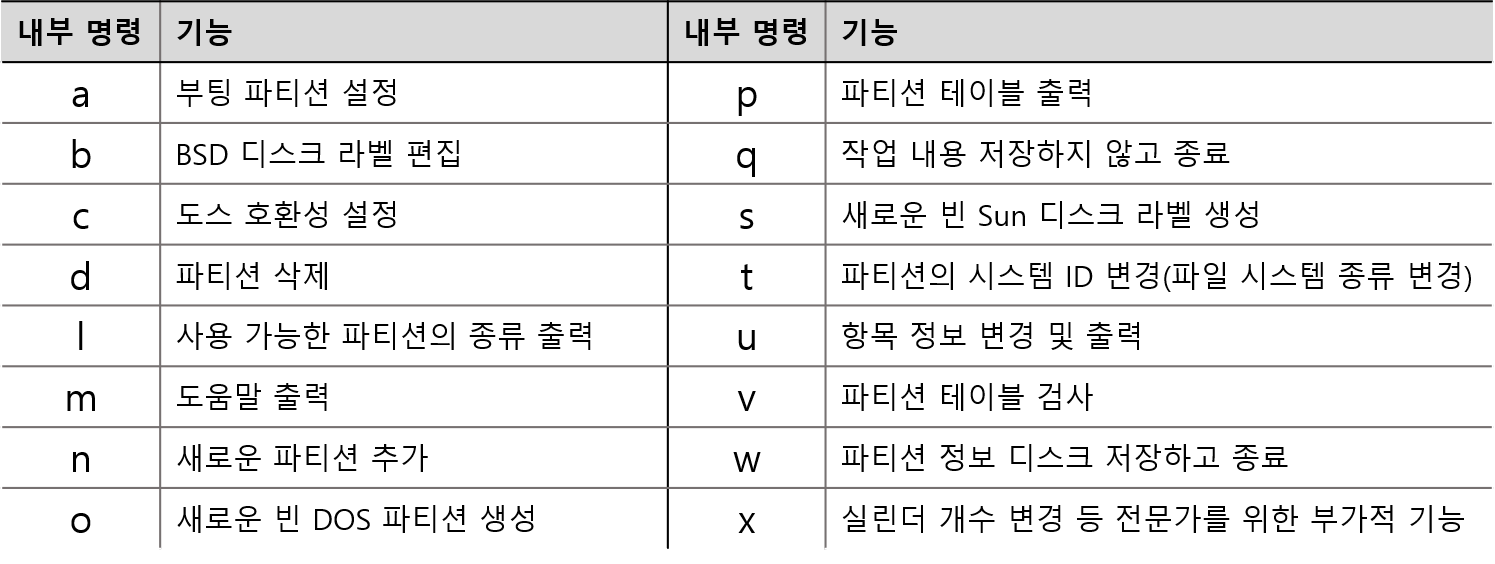 내부 명령 기능 내부 명령 기능
a 부팅 파티션 설정 p 파티션 테이블 출력
b BSD 디스크 라벨 편집 q 작업 내용 저장하지 않고 종료
c 도스 호환성 설정 s 새로운 빈 Sun 디스크 라벨 생성
d 파티션 삭제 t 파티션의 시스템 ID 변경(파일 시스템 종류 변경)
l 사용 가능한 파티션의 종류 출력 u 항목 정보 변경 및 출력
m 도움말 출력 v 파티션 테이블 검사
n 새로운 파티션 추가 w 파티션 정보 디스크 저장하고 종료
o 새로운 빈 DOS 파티션 생성 x 실린더 개수 변경 등 전문가를 위한 부가적 기능